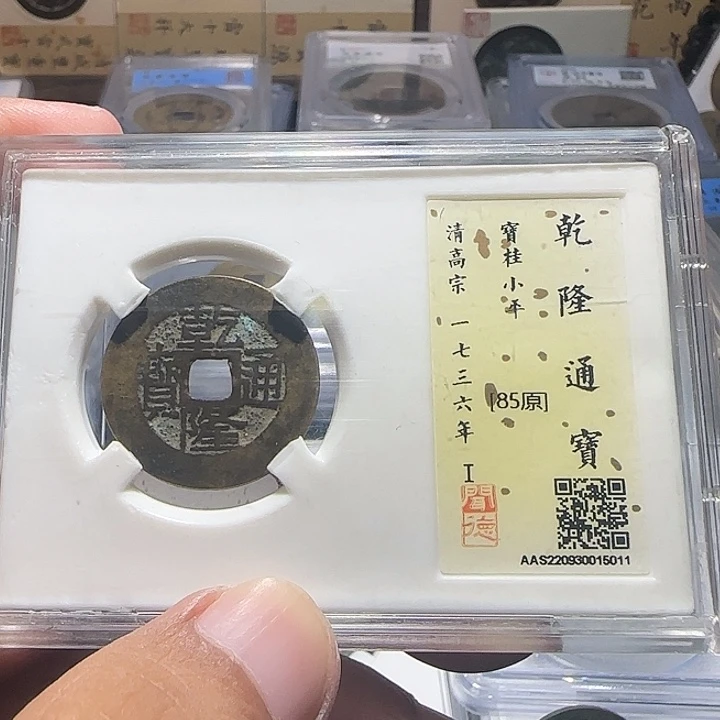 乾隆通寶
寶桂小平
[85原]
清高宗 一七三六年 I
聞德
AAS220930015011
乾隆通寶